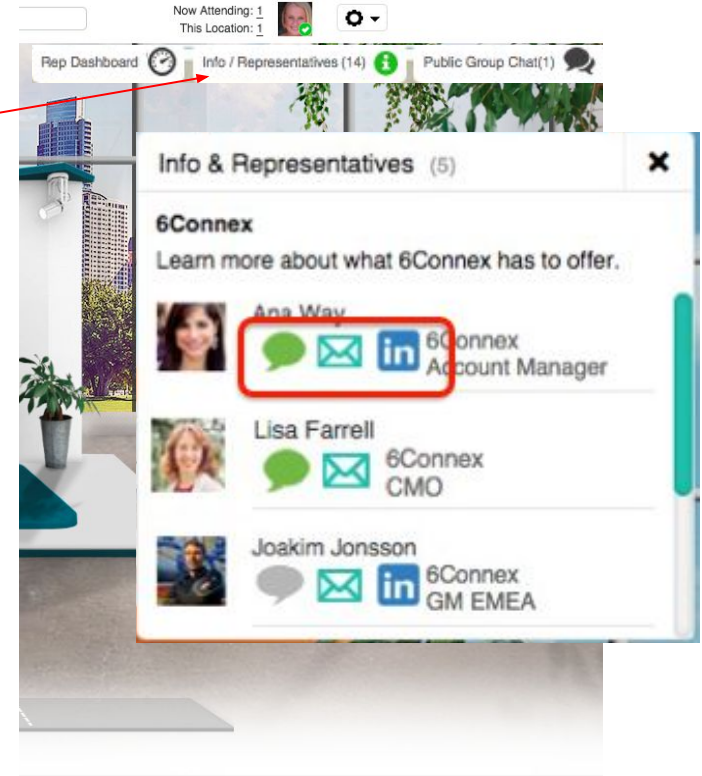 Now Attending: 1
This Location: 1
Rep Dashboard
Info / Representatives (14)
Public Group Chat(1)
Info & Representatives (5)
6Connex
Learn more about what 6Connex has to offer.
Ana Way
in
6Connex
Account Manager
Lisa Farrell
6Connex
CMO
Joakim Jonsson
in
6Connex
GM EMEA